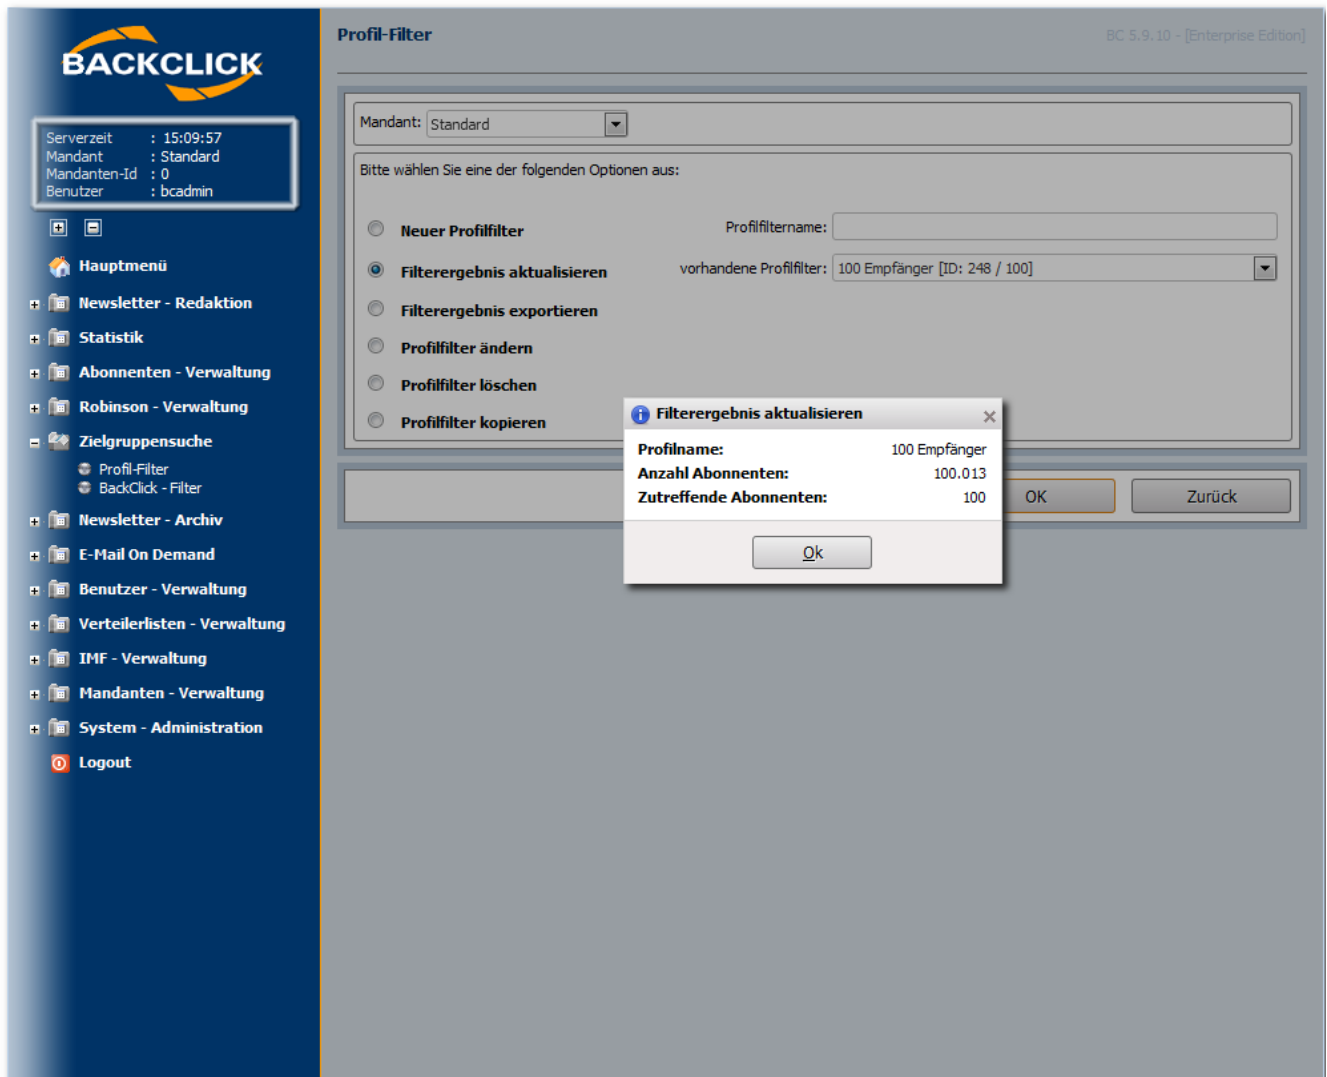 BACKCLICK
Serverzeit : 15:09:57
Mandant : Standard
Mandanten-Id : 0
Benutzer : bcadmin
Hauptmenü
Newsletter - Redaktion
Statistik
Abonnenten - Verwaltung
Robinson - Verwaltung
Zielgruppensuche
Profil-Filter
BackClick - Filter
Newsletter - Archiv
E-Mail On Demand
Benutzer - Verwaltung
Verteilerlisten - Verwaltung
IMF - Verwaltung
Mandanten - Verwaltung
System - Administration
Logout
Profil-Filter
BC 5.9.10 - [Enterprise Edition]
Mandant: Standard
Bitte wählen Sie eine der folgenden Optionen aus:
Neuer Profilfilter Profilfiltername:
Filterergebnis aktualisieren vorhandene Profilfilter: 100 Empfänger [ID: 248 / 100]
Filterergebnis exportieren
Profilfilter ändern
Profilfilter löschen
Profilfilter kopieren
Filterergebnis aktualisieren
Profilname: 100 Empfänger
Anzahl Abonnenten: 100.013
Zutreffende Abonnenten: 100
Ok
OK
Zurück